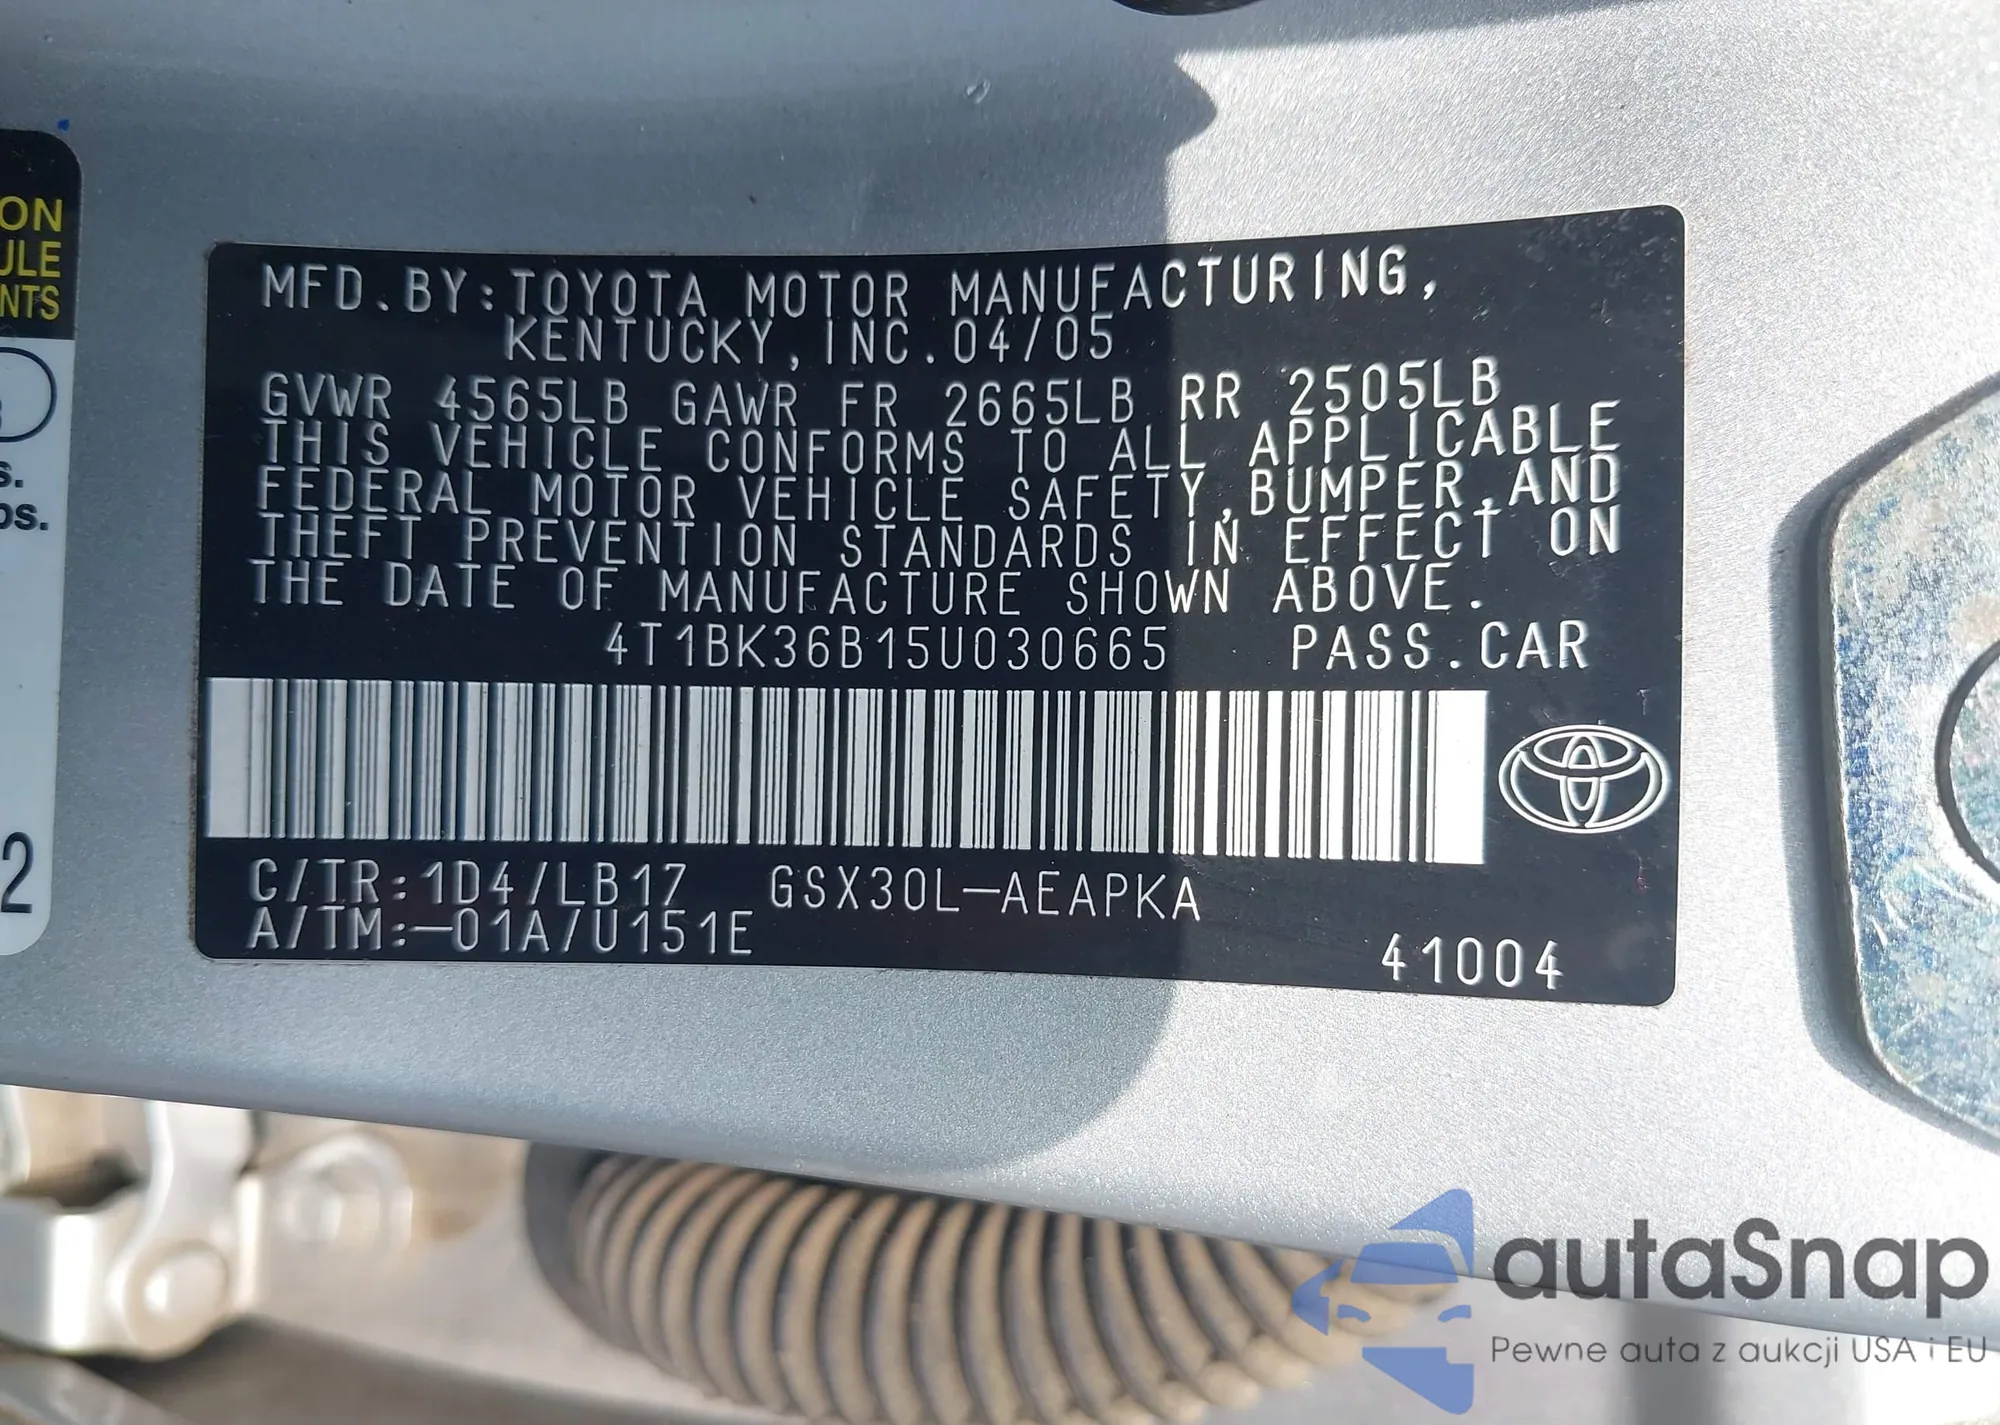 ON
ULE
NTS
s.
bs.
2
MFD.BY:TOYOTA MOTOR MANUFACTURING,
KENTUCKY,INC.04/05
GVWR 4565LB GAWR FR 2665LB RR 2505LB
THIS VEHICLE CONFORMS TO ALL APPLICABLE
FEDERAL MOTOR VEHICLE SAFETY,BUMPER,AND
THEFT PREVENTION STANDARDS IN EFFECT ON
THE DATE OF MANUFACTURE SHOWN ABOVE.
4T1BK36B15U030665 PASS.CAR
C/TR:1D4/LB17 GSX30L-AEAPKA
A/TM:-01A/U151E
41004
autaSnap
Pewne auta z aukcji USA i EU